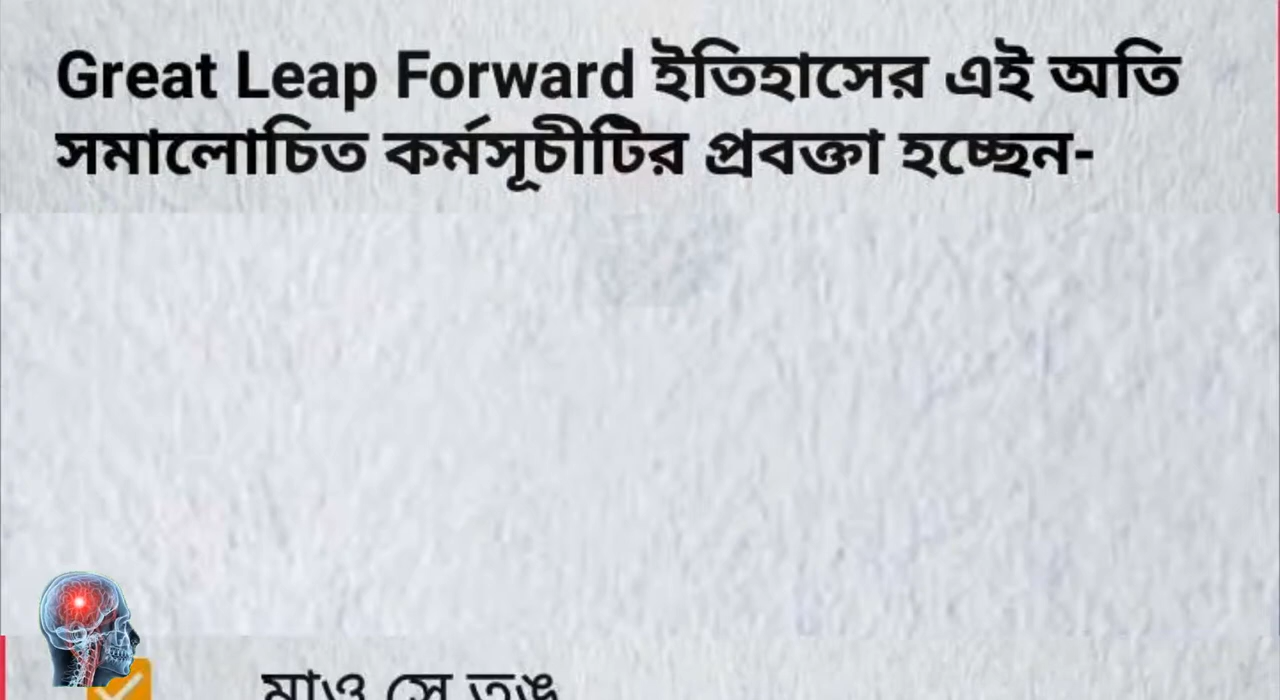 Great Leap Forward ইতিহাসের এই অতি
সমালোচিত কর্মসূচীটির প্রবক্তা হচ্ছেন-
মাও সে তুঙ